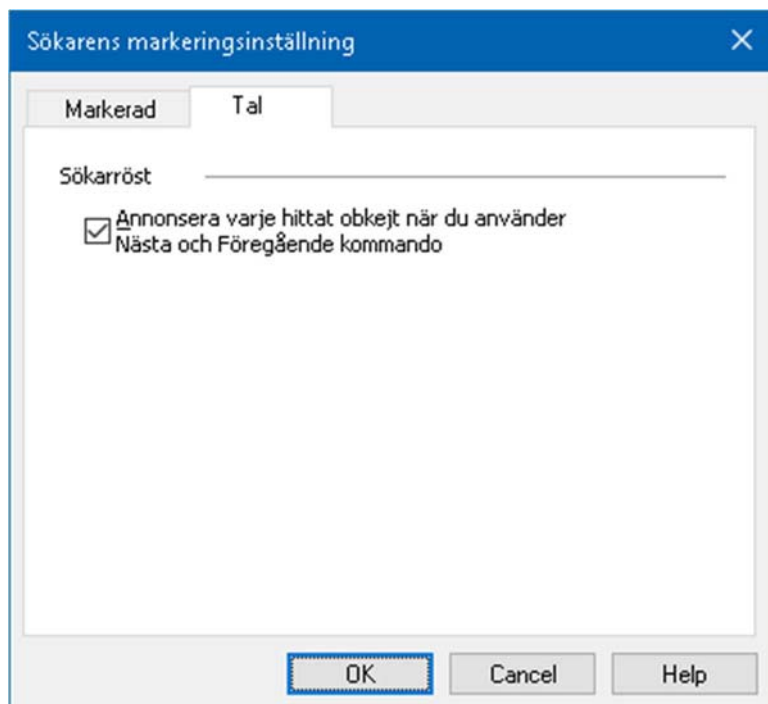 Sökarens markeringsinställning
Markerad Tal
Sökarröst
Annonsera varje hittat obkejt när du använder
Nästa och Föregående kommando
OK Cancel Help